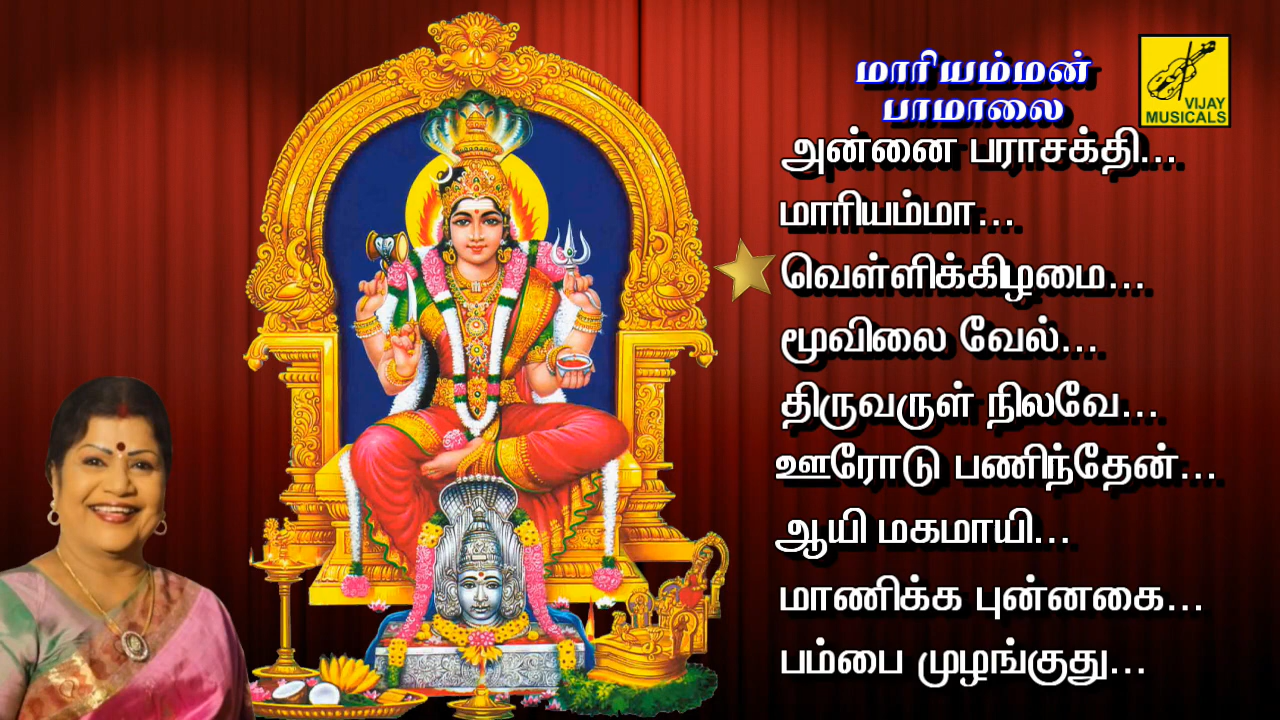 மாரியம்மன்
பாமாலை
VIJAY
MUSICALS
அன்னை பராசக்தி...
மாரியம்மா...
வெள்ளிக்கிழமை...
மூவிலை வேல்...
திருவருள் நிலவே...
ஊரோடு பணிந்தேன்...
ஆயி மகமாயி...
மாணிக்க புன்னகை...
பம்பை முழங்குது...